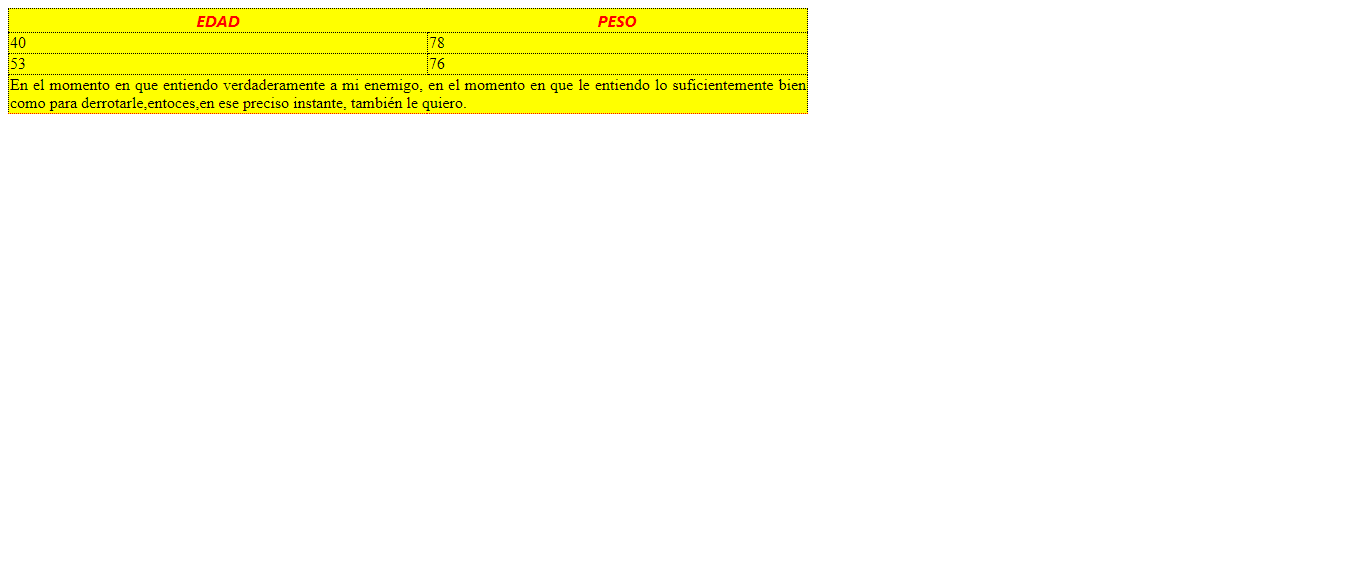 EDAD PESO
40 78
53 76
En el momento en que entiendo verdaderamente a mi enemigo, en el momento en que le entiendo lo suficientemente bien
como para derrotarle,entoces,en ese preciso instante, también le quiero.